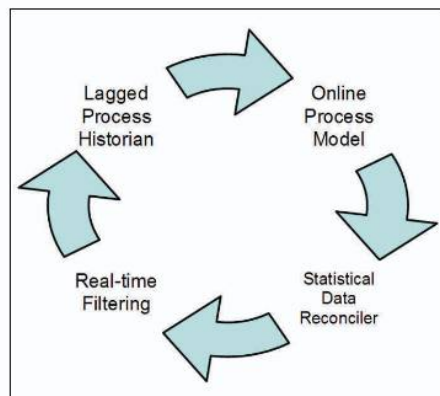 Lagged
Process
Historian
Online
Process
Model
Statistical
Data
Reconciler
Real-time
Filtering